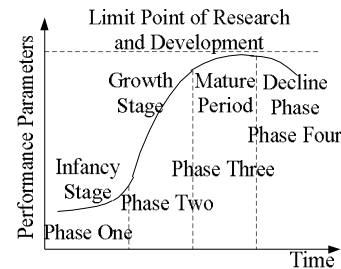 Limit Point of Research
and Development
Performance Parameters
Growth
Stage
Mature
Period
Decline
Phase
Phase Four
Infancy
Stage
Phase Three
Phase Two
Phase One
Time